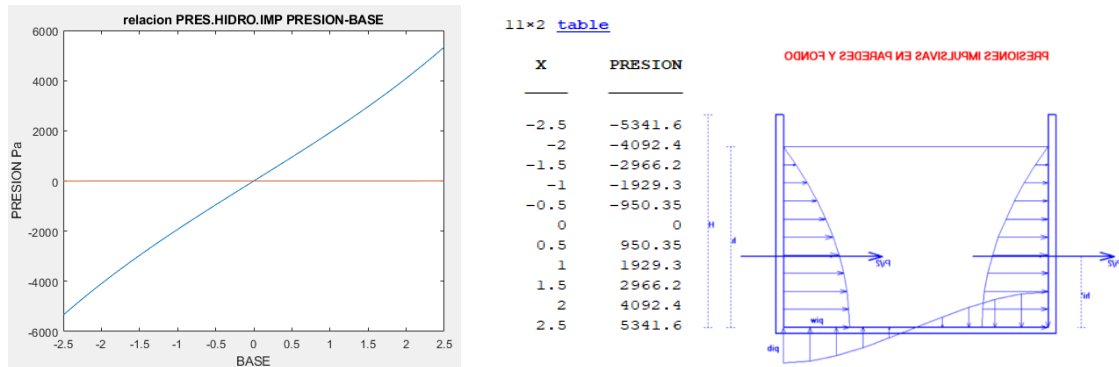 relacion PRES.HIDRO.IMP PRESION-BASE
6000
4000
2000
0
-2000
-4000
-6000
PRESION Pa
-2.5 -2 -1.5 -1 -0.5 0 0.5 1 1.5 2 2.5
BASE
11×2 table
X PRESION
-2.5 -5341.6
-2 -4092.4
-1.5 -2966.2
-1 -1929.3
-0.5 -950.35
0 0
0.5 950.35
1 1929.3
1.5 2966.2
2 4092.4
2.5 5341.6
PRESIONES IMPULSIVAS EN PAREDES Y FONDO
H
h
Pi/2
Pi/2
hi'